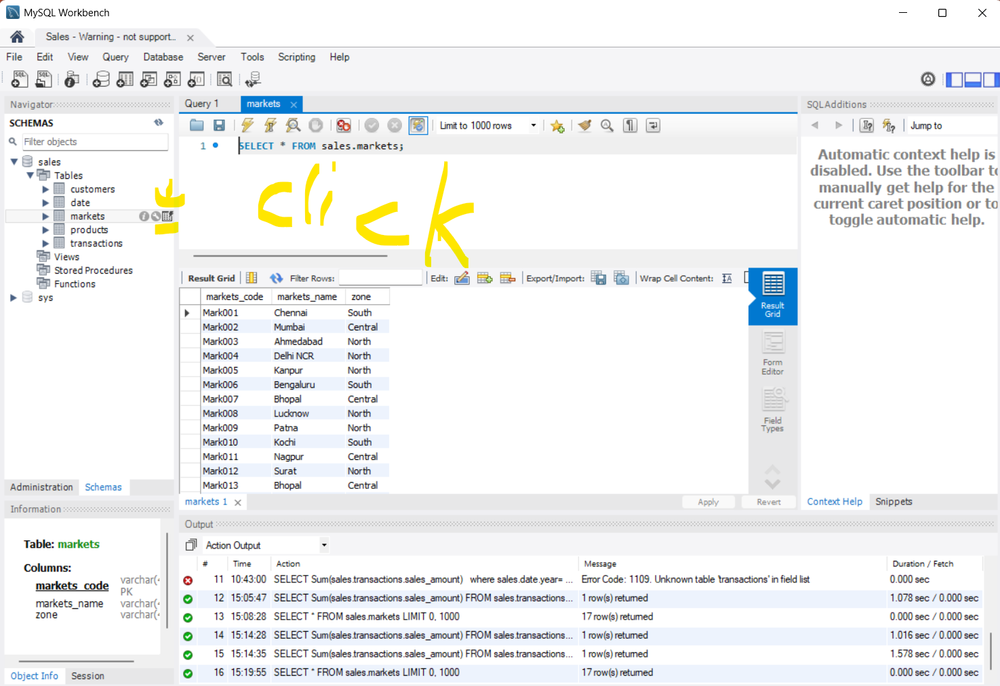 MySQL Workbench
Sales - Warning - not support...
File Edit View Query Database Server Tools Scripting Help
Navigator
SCHEMAS
Filter objects
sales
Tables
customers
date
markets
products
transactions
Views
Stored Procedures
Functions
sys
Administration Schemas
Information
Table: markets
Columns:
markets_code varchar(4
PK
markets_name varchar(4
zone varchar(4
Object Info Session
Query 1 markets
Limit to 1000 rows
1 SELECT * FROM sales.markets;
click
Result Grid Filter Rows: Edit: Export/Import: Wrap Cell Content: IA
markets_code markets_name zone
Mark001 Chennai South
Mark002 Mumbai Central
Mark003 Ahmedabad North
Mark004 Delhi NCR North
Mark005 Kanpur North
Mark006 Bengaluru South
Mark007 Bhopal Central
Mark008 Lucknow North
Mark009 Patna North
Mark010 Kochi South
Mark011 Nagpur Central
Mark012 Surat North
Mark013 Bhopal Central
Result
Grid
Form
Editor
Field
Types
markets 1 Apply Revert
SQLAdditions
Jump to
Automatic context help is
disabled. Use the toolbar to
manually get help for the
current caret position or to
toggle automatic help.
Context Help Snippets
Output
Action Output
# Time Action Message Duration / Fetch
11 10:43:00 SELECT Sum(sales.transactions.sales_amount) where sales.date.year= ... Error Code: 1109. Unknown table 'transactions' in field list 0.000 sec
12 15:05:47 SELECT Sum(sales.transactions.sales_amount) FROM sales.transactions... 1 row(s) returned 1.078 sec / 0.000 sec
13 15:08:28 SELECT * FROM sales.markets LIMIT 0, 1000 17 row(s) returned 0.000 sec / 0.000 sec
14 15:14:28 SELECT Sum(sales.transactions.sales_amount) FROM sales.transactions... 1 row(s) returned 1.016 sec / 0.000 sec
15 15:14:35 SELECT Sum(sales.transactions.sales_amount) FROM sales.transactions... 1 row(s) returned 1.578 sec / 0.000 sec
16 15:19:55 SELECT * FROM sales.markets LIMIT 0, 1000 17 row(s) returned 0.000 sec / 0.000 sec